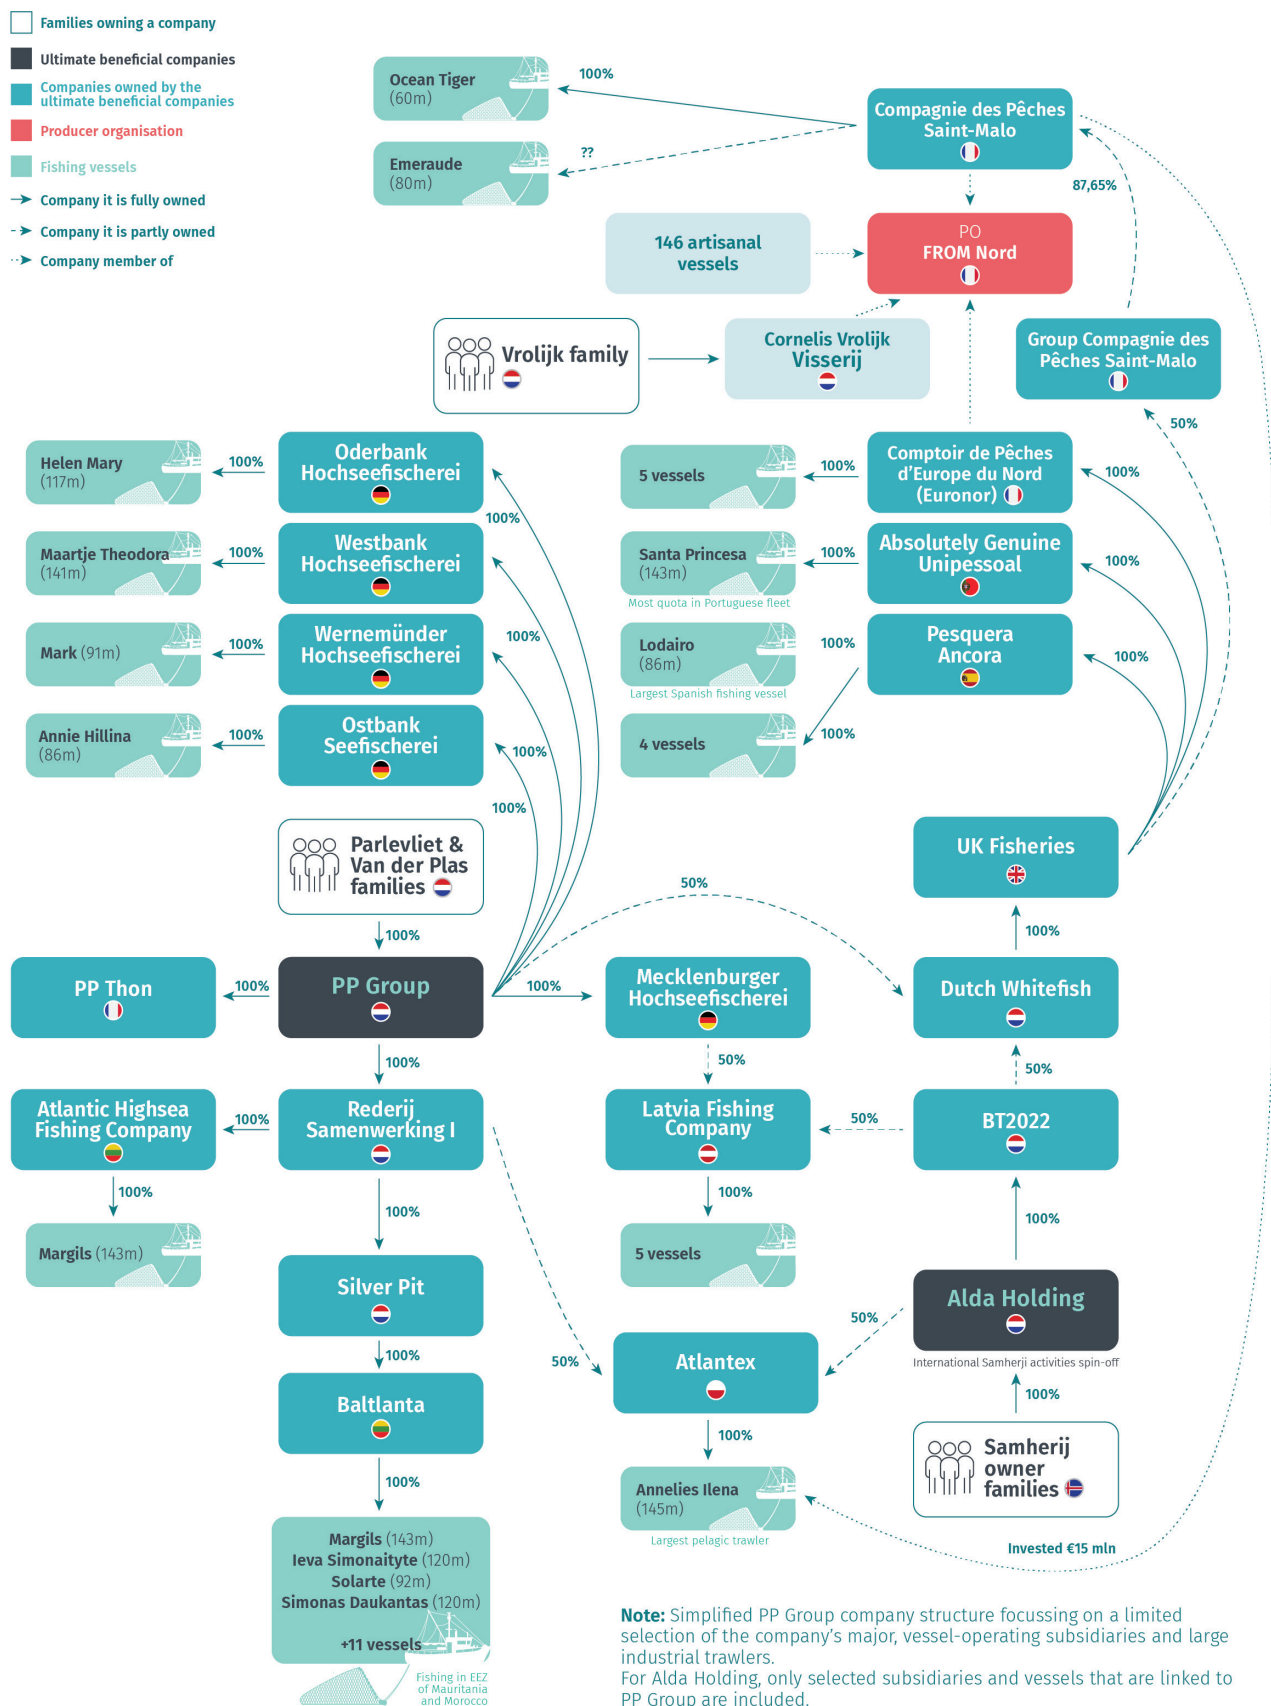 Families owning a company
Ultimate beneficial companies
Companies owned by the
ultimate beneficial companies
Producer organisation
Fishing vessels
Company it is fully owned
Company it is partly owned
Company member of
Ocean Tiger
(60m)
100%
Emeraude
(80m)
??
Compagnie des Pêches
Saint-Malo
87,65%
146 artisanal
vessels
PO
FROM Nord
Vrolijk family
Cornelis Vrolijk
Visserij
Group Compagnie des
Pêches Saint-Malo
50%
Helen Mary
(117m)
100%
Oderbank
Hochseefischerei
100%
5 vessels
100%
Comptoir de Pêches
d'Europe du Nord
(Euronor)
100%
Maartje Theodora
(141m)
100%
Westbank
Hochseefischerei
100%
Santa Princesa
(143m)
Most quota in Portuguese fleet
100%
Absolutely Genuine
Unipessoal
100%
Mark (91m)
100%
Wernemünder
Hochseefischerei
100%
Lodairo
(86m)
Largest Spanish fishing vessel
100%
Pesquera
Ancora
100%
Annie Hillina
(86m)
100%
Ostbank
Seefischerei
100%
4 vessels
100%
Parlevliet &
Van der Plas
families
100%
UK Fisheries
100%
50%
PP Thon
100%
PP Group
100%
Mecklenburger
Hochseefischerei
Dutch Whitefish
100%
50%
50%
Atlantic Highsea
Fishing Company
100%
Rederij
Samenwerking I
Latvia Fishing
Company
50%
BT2022
100%
100%
100%
100%
Margils (143m)
5 vessels
Silver Pit
Alda Holding
International Samherji activities spin-off
50%
100%
50%
Atlantex
100%
Baltlanta
100%
Samherij
owner
families
100%
Annelies Ilena
(145m)
Largest pelagic trawler
Invested €15 mln
Margils (143m)
Ieva Simonaityte (120m)
Solarte (92m)
Simonas Daukantas (120m)
+11 vessels
Fishing in EEZ
of Mauritania
and Morocco
Note: Simplified PP Group company structure focussing on a limited
selection of the company's major, vessel-operating subsidiaries and large
industrial trawlers.
For Alda Holding, only selected subsidiaries and vessels that are linked to
PP Group are included.